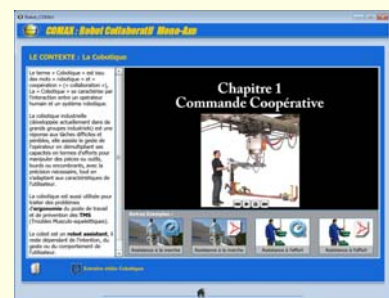 Robot_COMAX
COMAX : Robot Collaboratif Mono-Axe
LE CONTEXTE : La Cobotique
Le terme « Cobotique » est issu
des mots « robotique » et «
coopération » (« collaboration »),
La « Cobotique » se caractérise par
l'interaction entre un opérateur
humain et un système robotique.
La cobotique industrielle
(développée actuellement dans de
grands groupes industriels) est une
réponse aux tâches difficiles et
pénibles, elle assiste le geste de
l'opérateur en démultipliant ses
capacités en termes d'efforts pour
manipuler des pièces ou outils,
lourds ou encombrants, avec la
précision nécessaire, tout en
s'adaptant aux caractéristiques de
l'utilisateur.
La cobotique est aussi utilisée pour
traiter des problèmes
d'ergonomie du poste de travail
et de prévention des TMS
(Troubles Musculo-squelettiques).
Le cobot est un robot assistant, il
reste dépendant de l'intention, du
geste ou du comportement de
l'utilisateur.
Chapitre 1
Commande Coopérative
Autres Exemples :
Assistance à la marche
Assistance à la marche
Assistance à l'effort
Assistance à l'effort
Extraits vidéo Cobotique